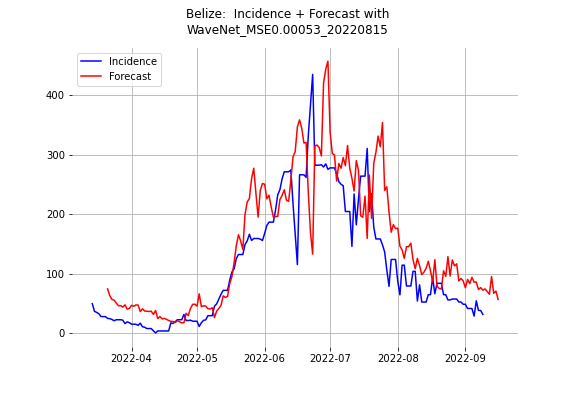 Belize:  Incidence + Forecast with
WaveNet_MSE0.00053_20220815
Incidence
Forecast
400
300
200
100
0
2022-04 2022-05 2022-06 2022-07 2022-08 2022-09